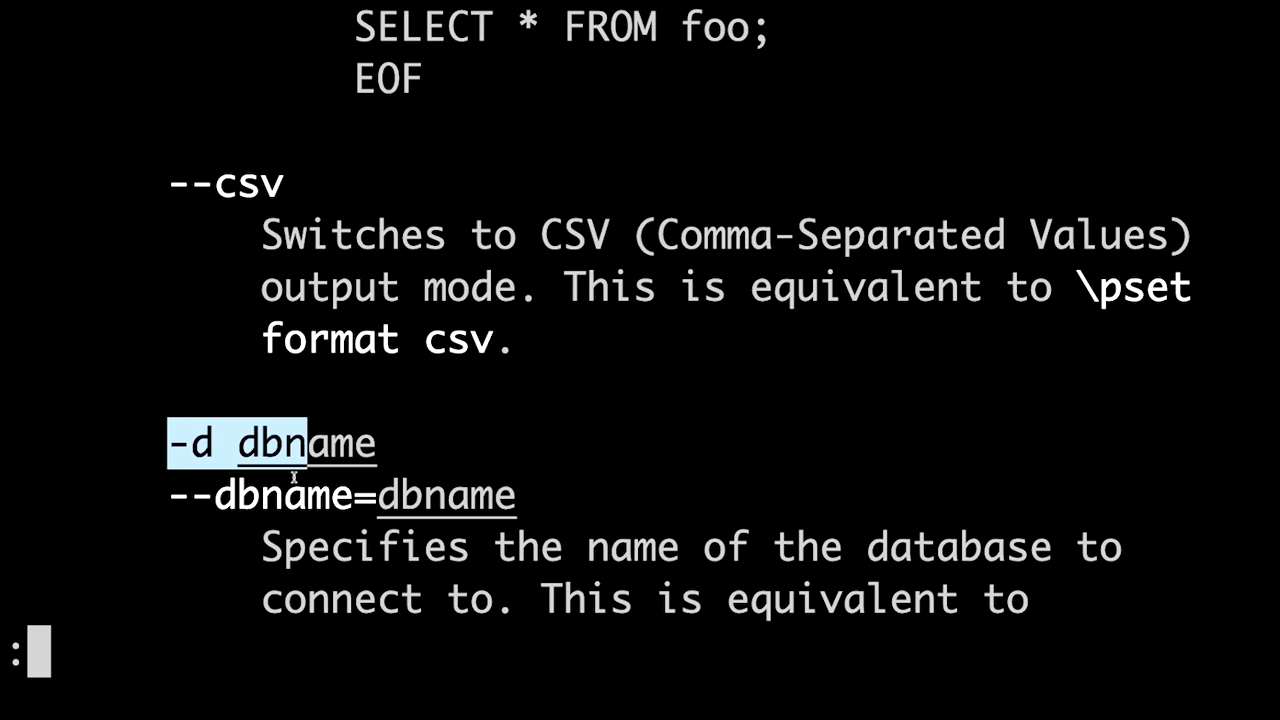 SELECT * FROM foo;
EOF
--csv
Switches to CSV (Comma-Separated Values)
output mode. This is equivalent to \pset
format csv.
-d dbname
--dbname=dbname
Specifies the name of the database to
connect to. This is equivalent to
: